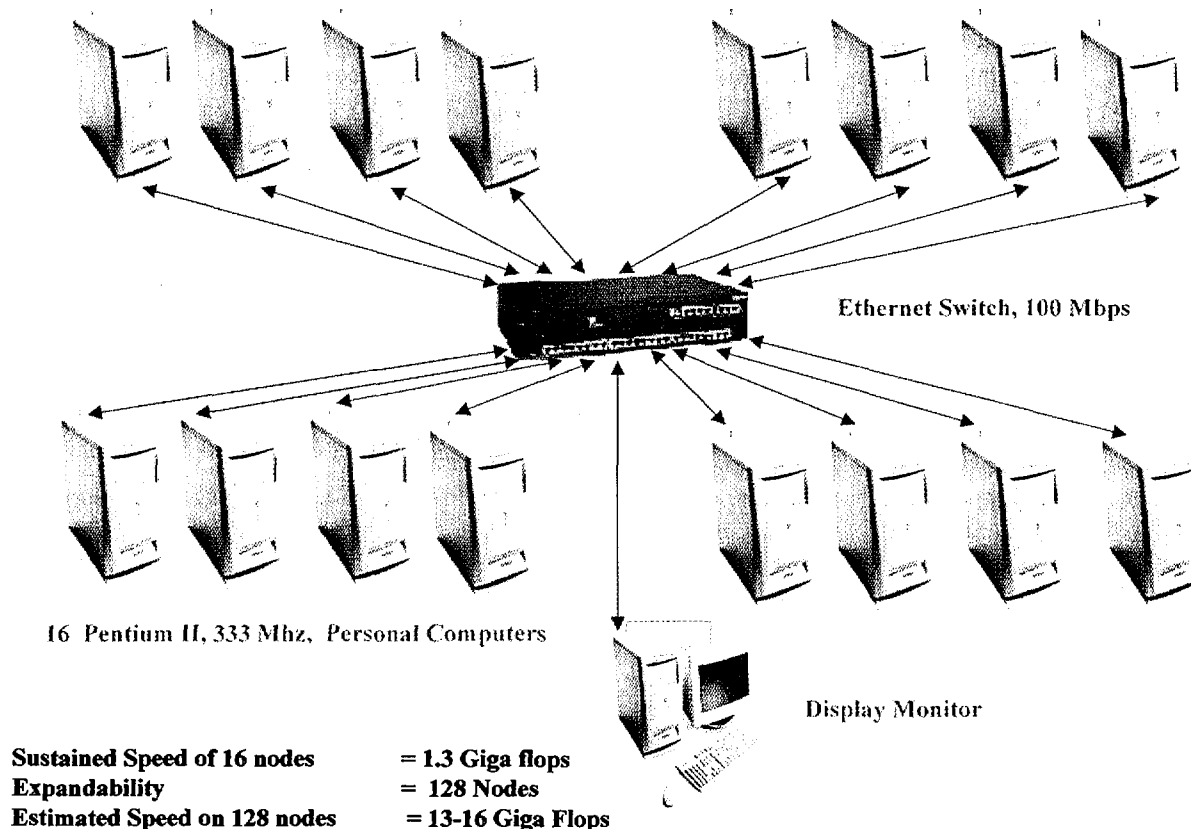 Ethernet Switch, 100 Mbps
16 Pentium II, 333 Mhz, Personal Computers
Display Monitor
Sustained Speed of 16 nodes = 1.3 Giga flops
Expandability = 128 Nodes
Estimated Speed on 128 nodes = 13-16 Giga Flops